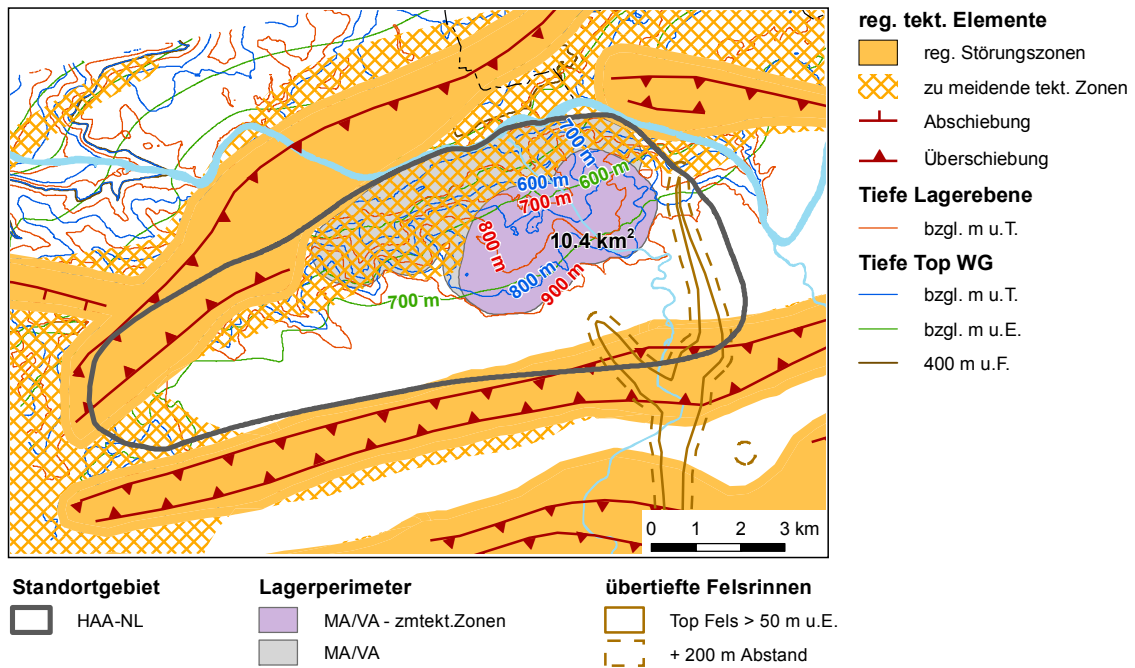 700 m
600 m
600 m
700 m
800 m
10.4 km²
800 m
900 m
700 m
0 1 2 3 km
reg. tekt. Elemente
reg. Störungszonen
zu meidende tekt. Zonen
Abschiebung
Überschiebung
Tiefe Lagerebene
bzgl. m u.T.
Tiefe Top WG
bzgl. m u.T.
bzgl. m u.E.
400 m u.F.
Standortgebiet
HAA-NL
Lagerperimeter
MA/VA - zmtekt.Zonen
MA/VA
übertiefte Felsrinnen
Top Fels > 50 m u.E.
+ 200 m Abstand